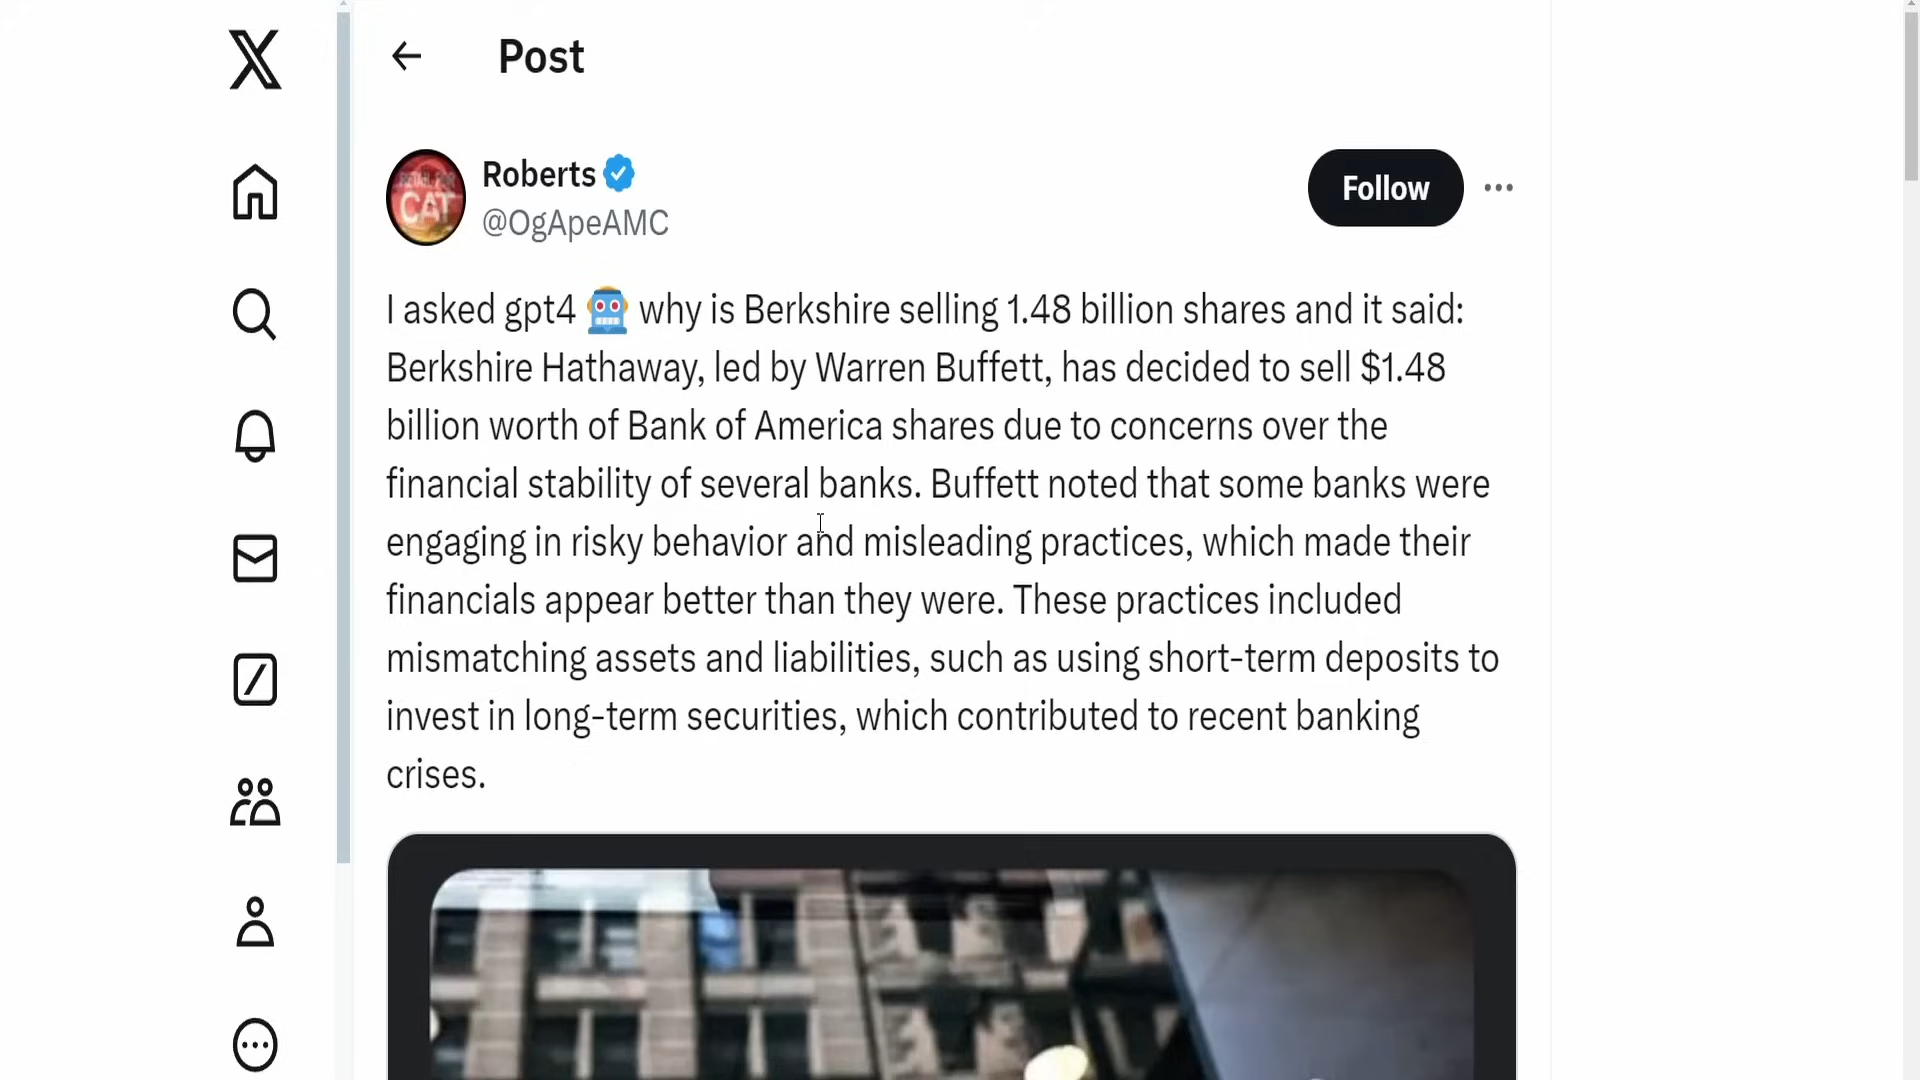 Post
Roberts
@OgApeAMC
Follow
CAT
I asked gpt4 🤖 why is Berkshire selling 1.48 billion shares and it said:
Berkshire Hathaway, led by Warren Buffett, has decided to sell $1.48
billion worth of Bank of America shares due to concerns over the
financial stability of several banks. Buffett noted that some banks were
engaging in risky behavior and misleading practices, which made their
financials appear better than they were. These practices included
mismatching assets and liabilities, such as using short-term deposits to
invest in long-term securities, which contributed to recent banking
crises.